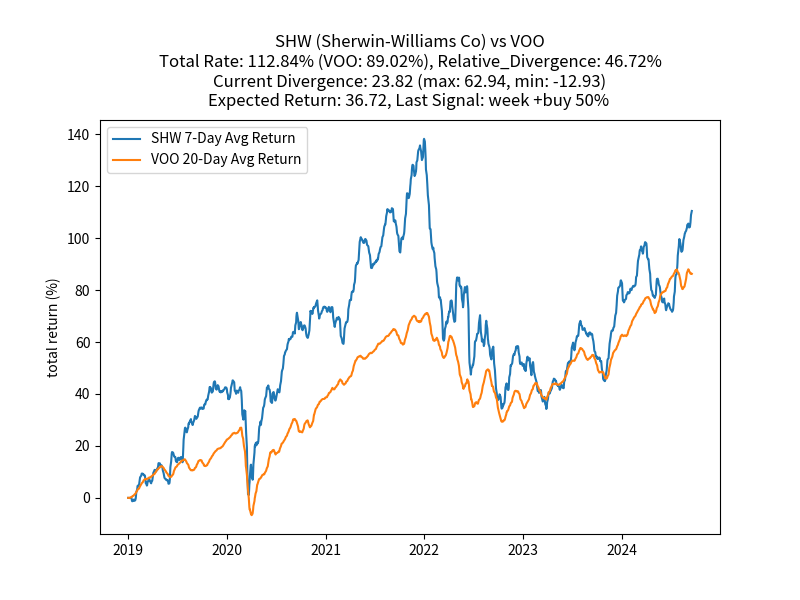 SHW (Sherwin-Williams Co) vs VOO
Total Rate: 112.84% (VOO: 89.02%), Relative_Divergence: 46.72%
Current Divergence: 23.82 (max: 62.94, min: -12.93)
Expected Return: 36.72, Last Signal: week +buy 50%
SHW 7-Day Avg Return
VOO 20-Day Avg Return
total return (%)
140
120
100
80
60
40
20
0
2019
2020
2021
2022
2023
2024